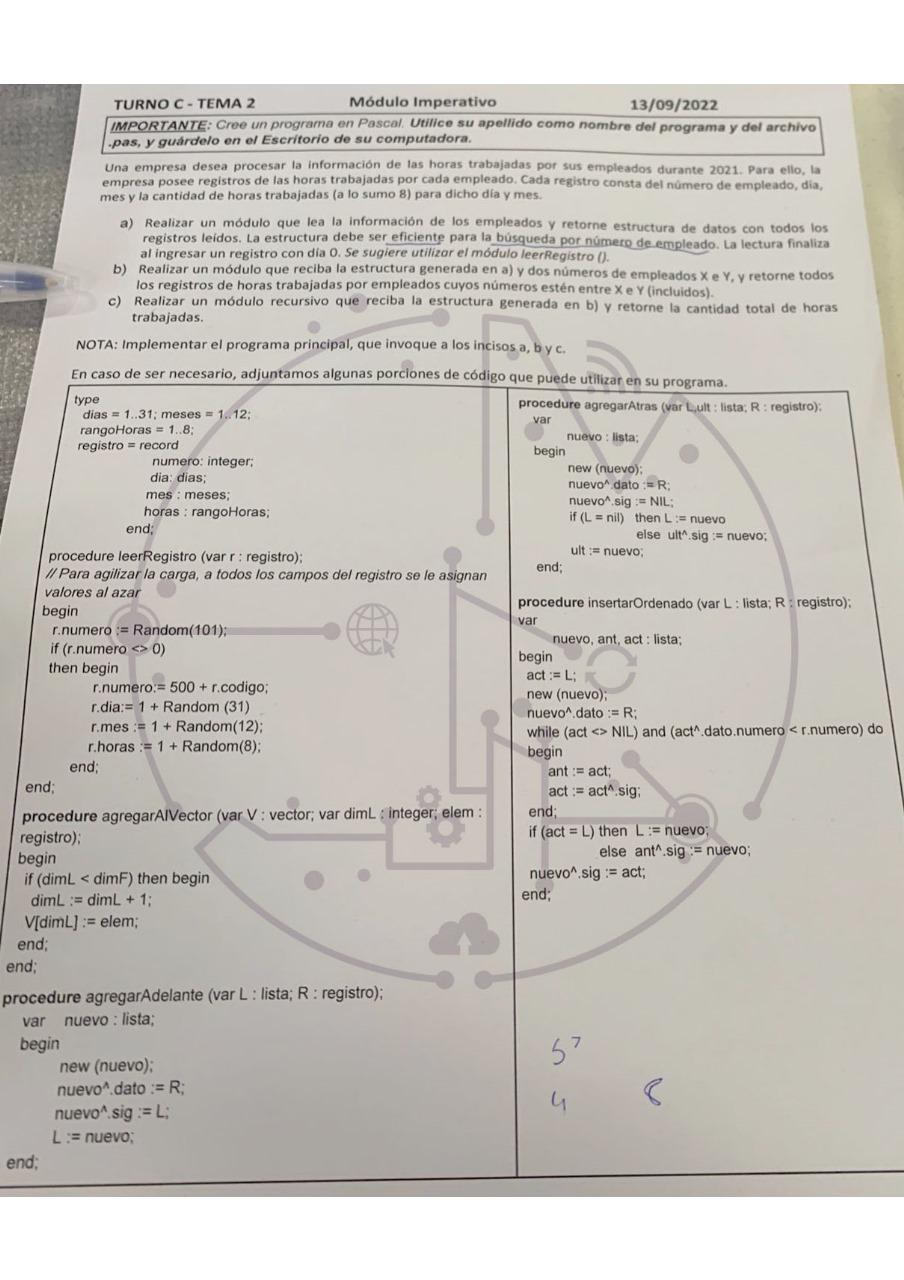 TURNO C - TEMA 2 Módulo Imperativo 13/09/2022
IMPORTANTE: Cree un programa en Pascal. Utilice su apellido como nombre del programa y del archivo
.pas, y guárdelo en el Escritorio de su computadora.
Una empresa desea procesar la información de las horas trabajadas por sus empleados durante 2021. Para ello, la
empresa posee registros de las horas trabajadas por cada empleado. Cada registro consta del número de empleado, día,
mes y la cantidad de horas trabajadas (a lo sumo 8) para dicho día y mes.
a) Realizar un módulo que lea la información de los empleados y retorne estructura de datos con todos los
registros leídos. La estructura debe ser eficiente para la búsqueda por número de empleado. La lectura finaliza
al ingresar un registro con día 0. Se sugiere utilizar el módulo leerRegistro ().
b) Realizar un módulo que reciba la estructura generada en a) y dos números de empleados X e Y, y retorne todos
los registros de horas trabajadas por empleados cuyos números estén entre X e Y (incluidos).
c) Realizar un módulo recursivo que reciba la estructura generada en b) y retorne la cantidad total de horas
trabajadas.
NOTA: Implementar el programa principal, que invoque a los incisos a, b y c.
En caso de ser necesario, adjuntamos algunas porciones de código que puede utilizar en su programa.
type
dias = 1..31; meses = 1..12;
rangoHoras = 1..8;
registro = record
numero: integer;
dia: dias;
mes : meses;
horas : rangoHoras;
end;
procedure leerRegistro (var r : registro);
// Para agilizar la carga, a todos los campos del registro se le asignan
valores al azar
begin
r.numero := Random(101);
if (r.numero <> 0)
then begin
r.numero:= 500 + r.codigo;
r.dia:= 1 + Random (31)
r.mes := 1 + Random(12);
r.horas := 1 + Random(8);
end;
end;
procedure agregarAlVector (var V : vector; var dimL : integer; elem :
registro);
begin
if (dimL < dimF) then begin
dimL := dimL + 1;
V[dimL] := elem;
end;
end;
procedure agregarAdelante (var L : lista; R : registro);
var nuevo : lista;
begin
new (nuevo);
nuevo^.dato := R;
nuevo^.sig := L;
L := nuevo;
end;
procedure agregarAtras (var L,ult : lista; R : registro);
var
nuevo : lista;
begin
new (nuevo);
nuevo^.dato := R;
nuevo^.sig := NIL;
if (L = nil) then L := nuevo
else ult^.sig := nuevo;
ult := nuevo;
end;
procedure insertarOrdenado (var L : lista; R : registro);
var
nuevo, ant, act : lista;
begin
act := L;
new (nuevo);
nuevo^.dato := R;
while (act <> NIL) and (act^.dato.numero < r.numero) do
begin
ant := act;
act := act^.sig;
end;
if (act = L) then L := nuevo;
else ant^.sig := nuevo;
nuevo^.sig := act;
end;
57
4 8